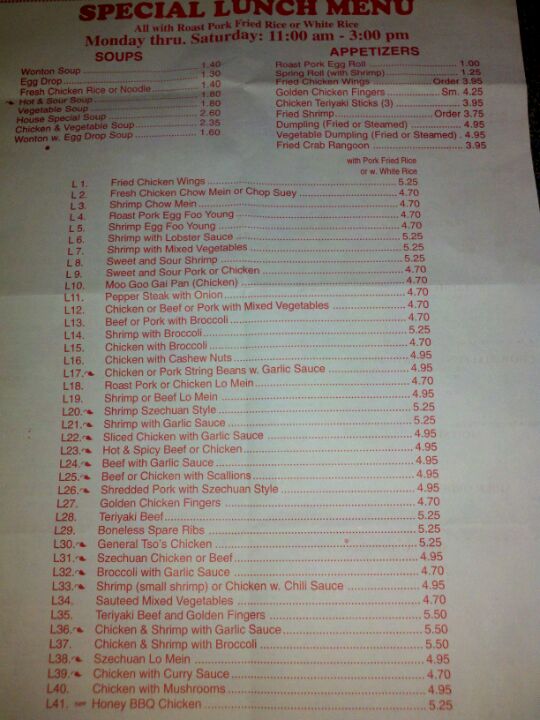 SPECIAL LUNCH MENU
All with Roast Pork Fried Rice or White Rice
Monday thru. Saturday: 11:00 am - 3:00 pm
SOUPS
Wonton Soup 1.40
Egg Drop 1.30
Fresh Chicken Rice or Noodle 1.40
Hot & Sour Soup 1.80
Vegetable Soup 1.80
House Special Soup 2.60
Chicken & Vegetable Soup 2.35
Wonton w. Egg Drop Soup 1.60
APPETIZERS
Roast Pork Egg Roll 1.00
Spring Roll (with Shrimp) 1.25
Fried Chicken Wings Order 3.95
Golden Chicken Fingers Sm. 4.25
Chicken Teriyaki Sticks (3) 3.95
Fried Shrimp Order 3.75
Dumpling (Fried or Steamed) 4.95
Vegetable Dumpling (Fried or Steamed) 4.95
Fried Crab Rangoon 3.95
with Pork Fried Rice
or w. White Rice
L 1. Fried Chicken Wings 5.25
L 2. Fresh Chicken Chow Mein or Chop Suey 4.70
L 3. Shrimp Chow Mein 4.70
L 4. Roast Pork Egg Foo Young 4.70
L 5. Shrimp Egg Foo Young 4.70
L 6. Shrimp with Lobster Sauce 5.25
L 7. Shrimp with Mixed Vegetables 5.25
L 8. Sweet and Sour Shrimp 5.25
L 9. Sweet and Sour Pork or Chicken 4.70
L10. Moo Goo Gai Pan (Chicken) 4.70
L11. Pepper Steak with Onion 4.70
L12. Chicken or Beef or Pork with Mixed Vegetables 4.70
L13. Beef or Pork with Broccoli 4.70
L14. Shrimp with Broccoli 5.25
L15. Chicken with Broccoli 4.70
L16. Chicken with Cashew Nuts 4.95
L17. Chicken or Pork String Beans w. Garlic Sauce 4.95
L18. Roast Pork or Chicken Lo Mein 4.70
L19. Shrimp or Beef Lo Mein 4.95
L20. Shrimp Szechuan Style 5.25
L21. Shrimp with Garlic Sauce 5.25
L22. Sliced Chicken with Garlic Sauce 4.95
L23. Hot & Spicy Beef or Chicken 4.95
L24. Beef with Garlic Sauce 4.95
L25. Beef or Chicken with Scallions 4.95
L26. Shredded Pork with Szechuan Style 4.95
L27. Golden Chicken Fingers 4.70
L28. Teriyaki Beef 5.25
L29. Boneless Spare Ribs 5.25
L30. General Tso's Chicken 5.25
L31. Szechuan Chicken or Beef 4.95
L32. Broccoli with Garlic Sauce 4.70
L33. Shrimp (small shrimp) or Chicken w. Chili Sauce 4.95
L34. Sauteed Mixed Vegetables 4.70
L35. Teriyaki Beef and Golden Fingers 5.50
L36. Chicken & Shrimp with Garlic Sauce 5.50
L37. Chicken & Shrimp with Broccoli 5.50
L38. Szechuan Lo Mein 4.95
L39. Chicken with Curry Sauce 4.95
L40. Chicken with Mushrooms 4.95
L41. Honey BBQ Chicken 5.25